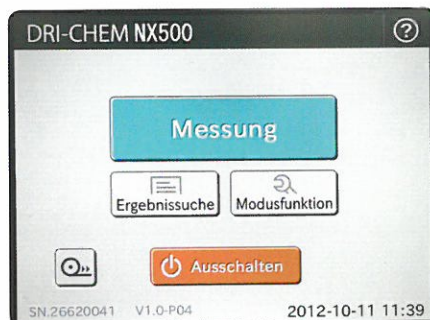 DRI-CHEM NX500
Messung
Ergebnissuche Modusfunktion
Ausschalten
SN.26620041 V1.0-P04 2012-10-11 11:39